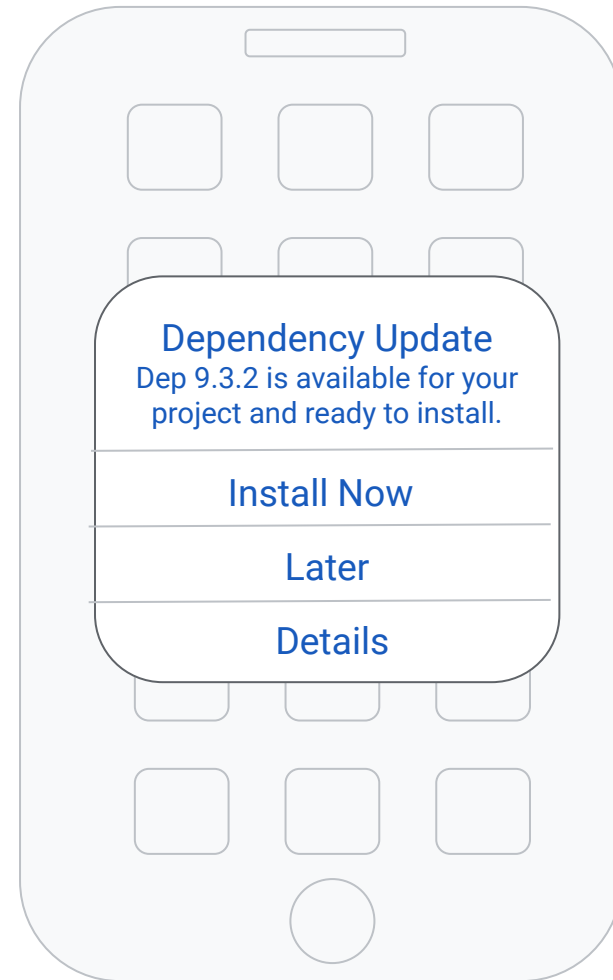 Dependency Update
Dep 9.3.2 is available for your
project and ready to install.
Install Now
Later
Details